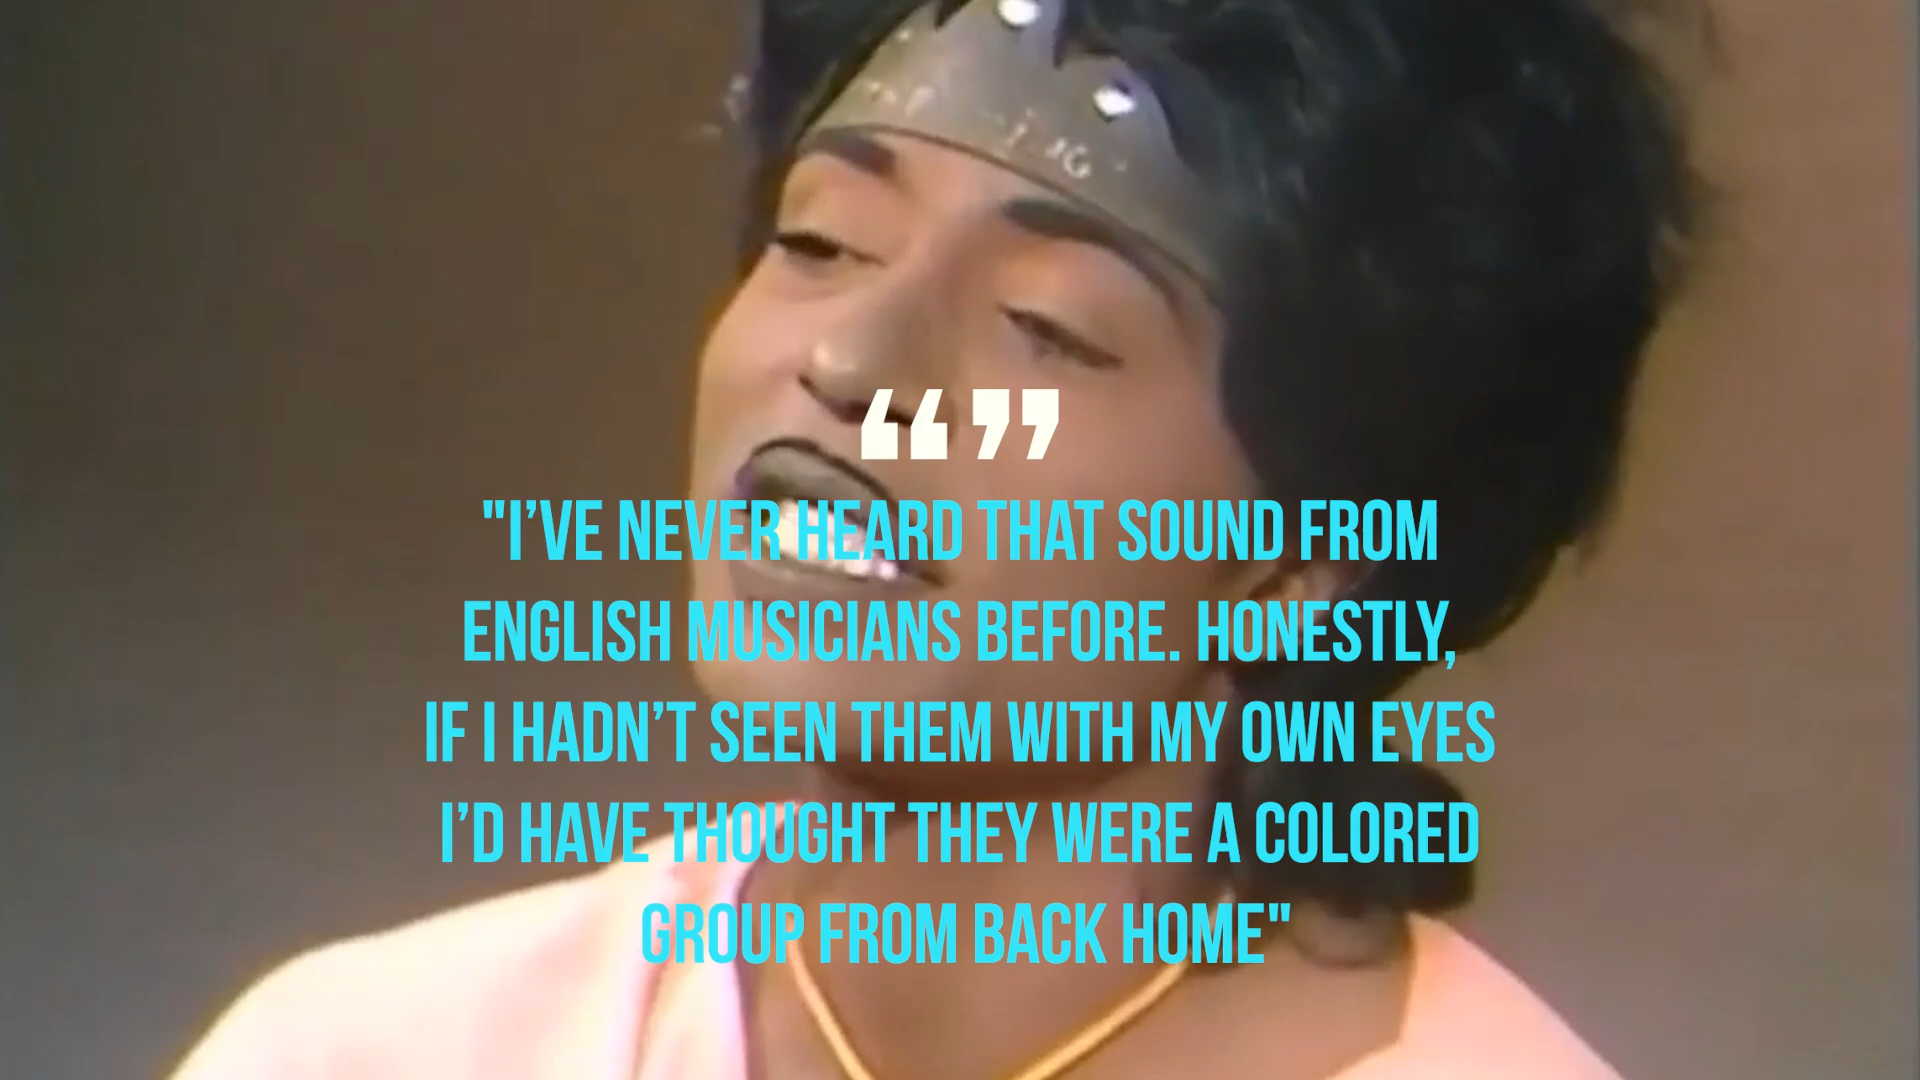 “”
"I’VE NEVER HEARD THAT SOUND FROM
ENGLISH MUSICIANS BEFORE. HONESTLY,
IF I HADN’T SEEN THEM WITH MY OWN EYES
I’D HAVE THOUGHT THEY WERE A COLORED
GROUP FROM BACK HOME"